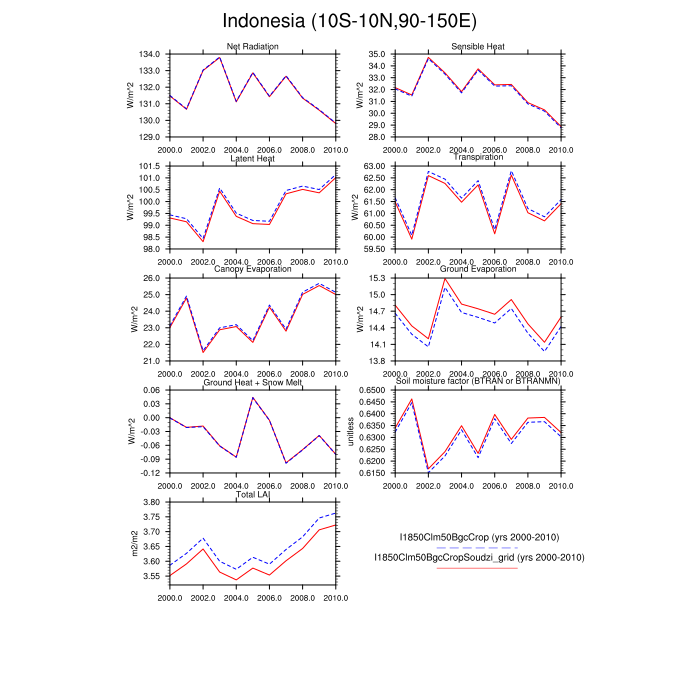 Indonesia (10S-10N,90-150E)
Net Radiation
Sensible Heat
134.0
133.0
132.0
131.0
130.0
129.0
W/m^2
2000.0 2002.0 2004.0 2006.0 2008.0 2010.0
35.0
34.0
33.0
32.0
31.0
30.0
29.0
28.0
W/m^2
2000.0 2002.0 2004.0 2006.0 2008.0 2010.0
Latent Heat
Transpiration
101.5
101.0
100.5
100.0
99.5
99.0
98.5
98.0
W/m^2
2000.0 2002.0 2004.0 2006.0 2008.0 2010.0
63.00
62.50
62.00
61.50
61.00
60.50
60.00
59.50
W/m^2
2000.0 2002.0 2004.0 2006.0 2008.0 2010.0
Canopy Evaporation
Ground Evaporation
26.0
25.0
24.0
23.0
22.0
21.0
W/m^2
2000.0 2002.0 2004.0 2006.0 2008.0 2010.0
15.3
15.0
14.7
14.4
14.1
13.8
W/m^2
2000.0 2002.0 2004.0 2006.0 2008.0 2010.0
Ground Heat + Snow Melt
Soil moisture factor (BTRAN or BTRANMN)
0.06
0.03
0.00
-0.03
-0.06
-0.09
-0.12
W/m^2
2000.0 2002.0 2004.0 2006.0 2008.0 2010.0
0.6500
0.6450
0.6400
0.6350
0.6300
0.6250
0.6200
0.6150
unitless
2000.0 2002.0 2004.0 2006.0 2008.0 2010.0
Total LAI
3.80
3.75
3.70
3.65
3.60
3.55
m2/m2
2000.0 2002.0 2004.0 2006.0 2008.0 2010.0
I1850Clm50BgcCrop (yrs 2000-2010)
I1850Clm50BgcCropSoudzi_grid (yrs 2000-2010)